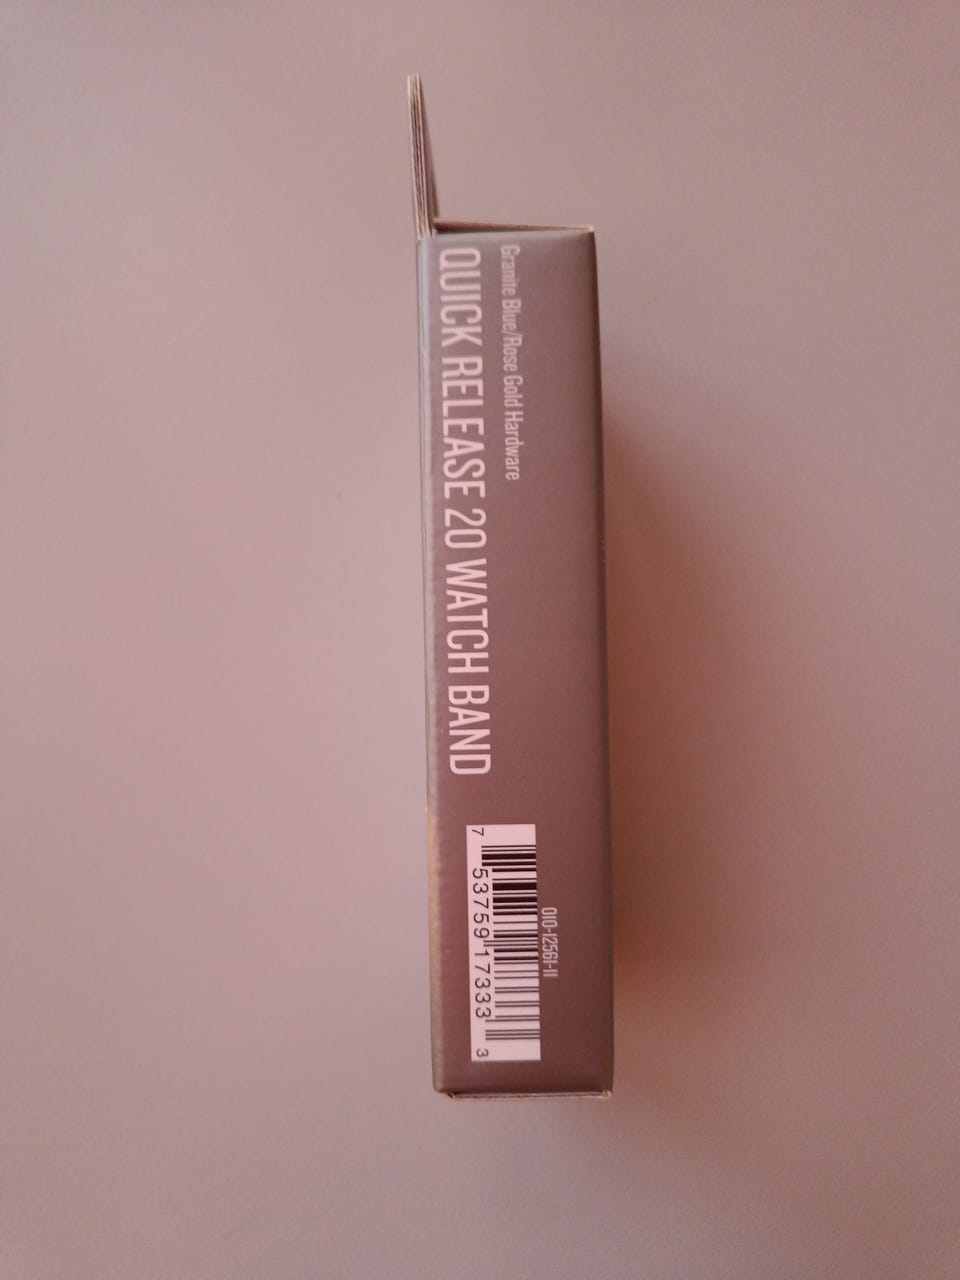 Granite Blue/Rose Gold Hardware
QUICK RELEASE 20 WATCH BAND
010-12561-11
7 53759 17333 3